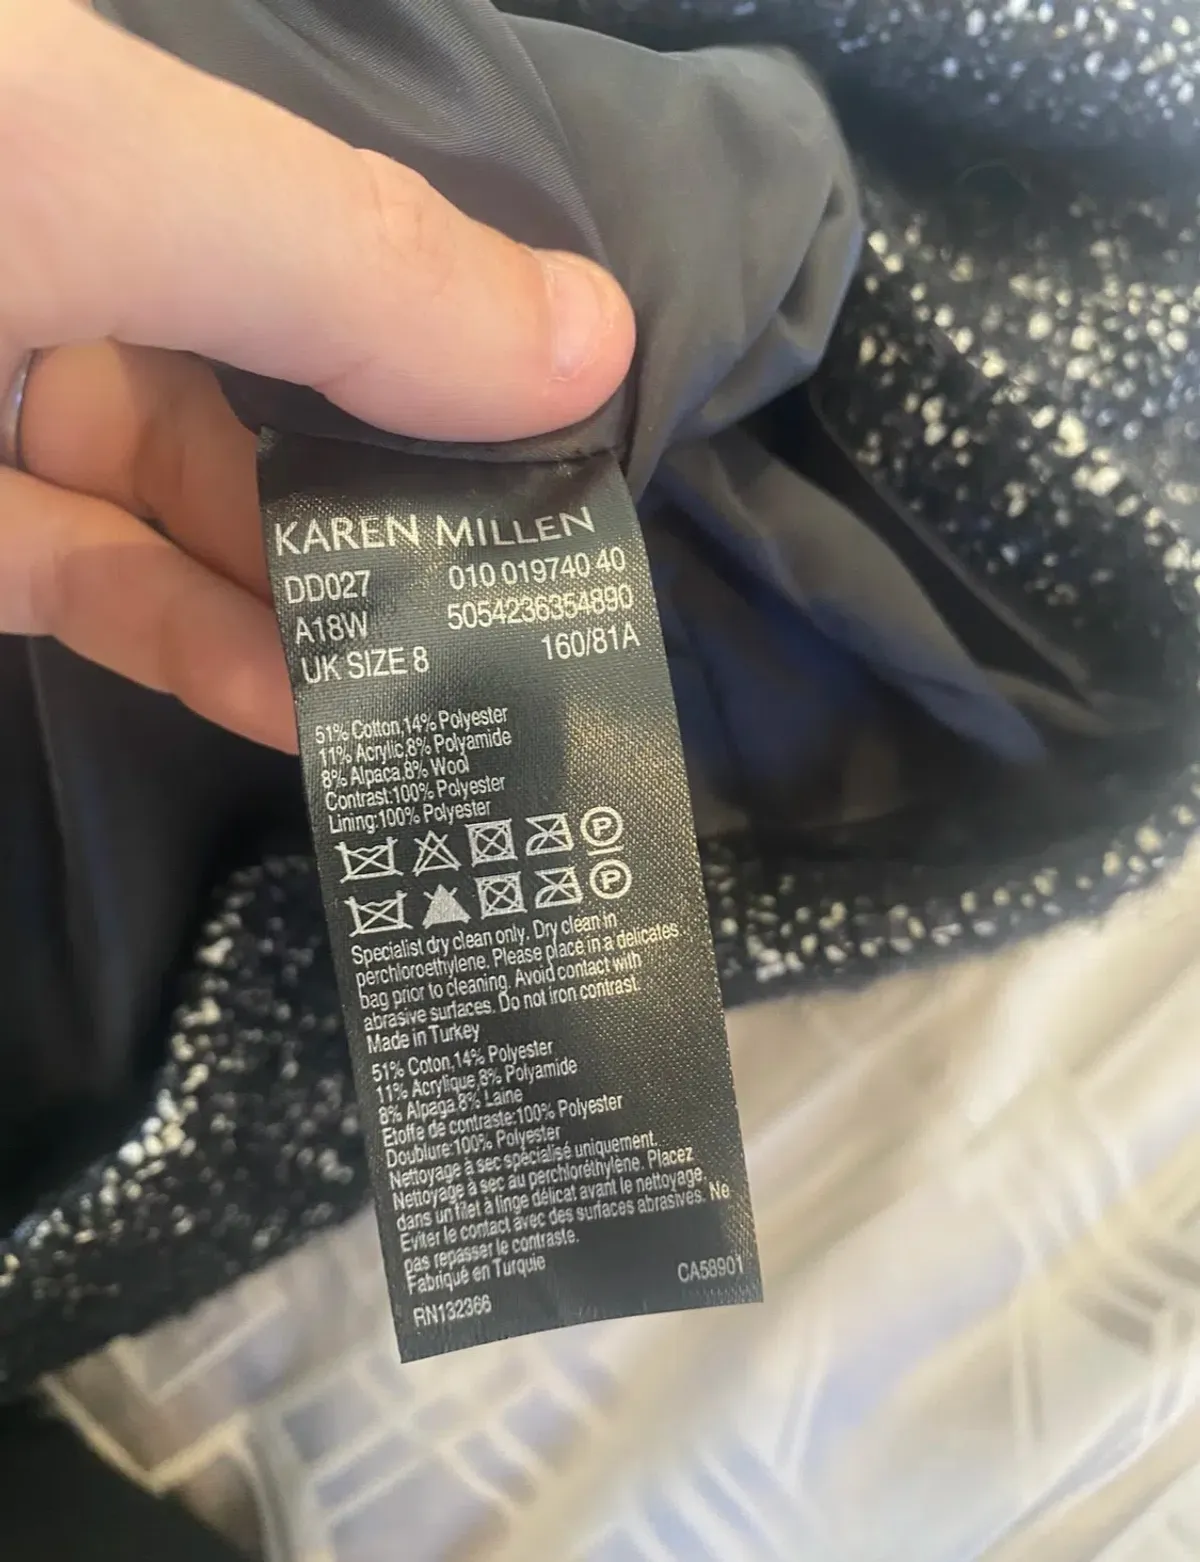 KAREN MILLEN
DD027 010 019740 40
A18W 5054236354890
UK SIZE 8 160/81A
51% Cotton,14% Polyester
11% Acrylic,8% Polyamide
8% Alpaca,8% Wool
Contrast:100% Polyester
Lining:100% Polyester
P
P
Specialist dry clean only. Dry clean in
perchloroethylene. Please place in a delicates
bag prior to cleaning. Avoid contact with
abrasive surfaces. Do not iron contrast.
Made in Turkey
51% Coton,14% Polyester
11% Acrylique,8% Polyamide
8% Alpaga,8% Laine
Etoffe de contraste:100% Polyester
Doublure:100% Polyester
Nettoyage à sec spécialisé uniquement.
Nettoyage à sec au perchloréthylène. Placez
dans un filet à linge délicat avant le nettoyage.
Eviter le contact avec des surfaces abrasives. Ne
pas repasser le contraste.
Fabriqué en Turquie
RN132366 CA58901